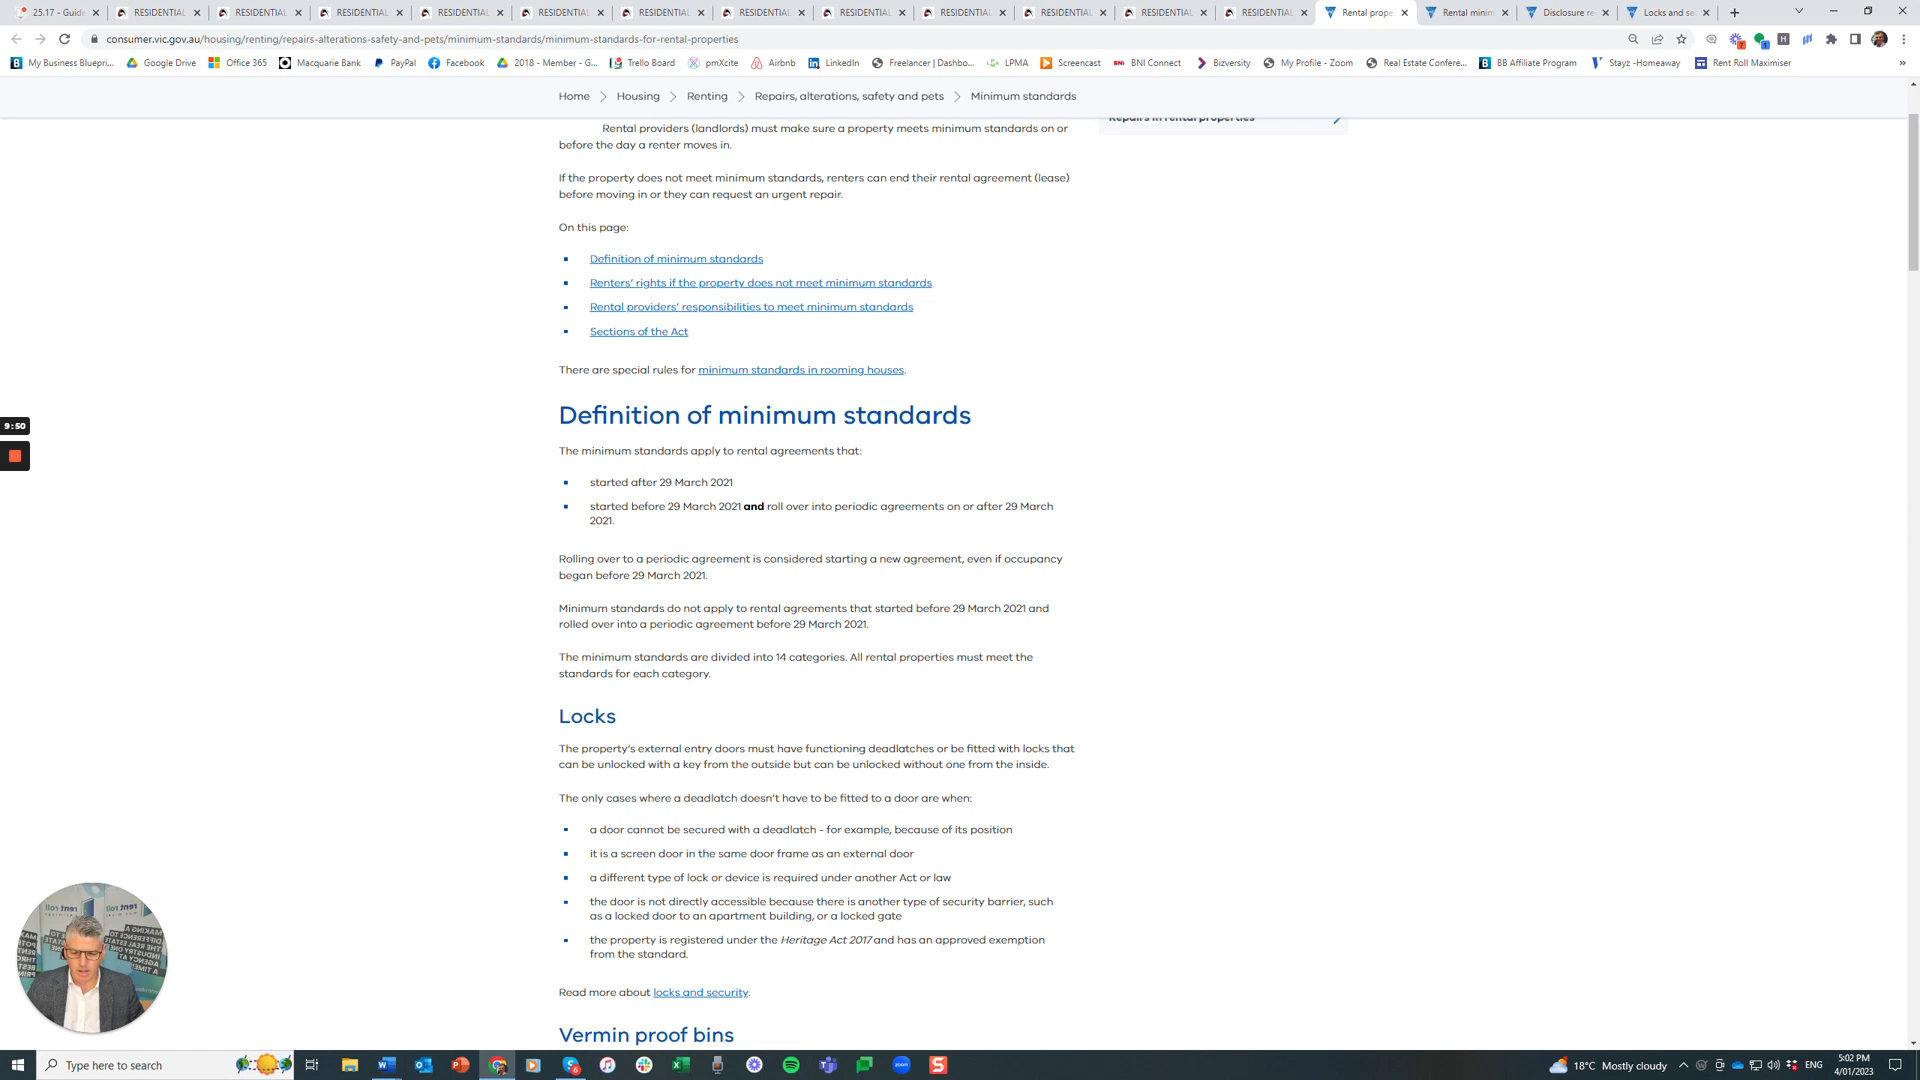 25.17 - Guide
RESIDENTIAL
RESIDENTIAL
RESIDENTIAL
RESIDENTIAL
RESIDENTIAL
RESIDENTIAL
RESIDENTIAL
RESIDENTIAL
RESIDENTIAL
RESIDENTIAL
RESIDENTIAL
RESIDENTIAL
Rental prope
Rental minim
Disclosure re
Locks and sec
consumer.vic.gov.au/housing/renting/repairs-alterations-safety-and-pets/minimum-standards/minimum-standards-for-rental-properties
My Business Bluepri...
Google Drive
Office 365
Macquarie Bank
PayPal
Facebook
2018 - Member - G...
Trello Board
pmXcite
Airbnb
LinkedIn
Freelancer | Dashbo...
LPMA
Screencast
BNI Connect
Bizversity
My Profile - Zoom
Real Estate Confere...
BB Affiliate Program
Stayz -Homeaway
Rent Roll Maximiser
Home > Housing > Renting > Repairs, alterations, safety and pets > Minimum standards
Repairs in rental properties
Rental providers (landlords) must make sure a property meets minimum standards on or
before the day a renter moves in.
If the property does not meet minimum standards, renters can end their rental agreement (lease)
before moving in or they can request an urgent repair.
On this page:
Definition of minimum standards
Renters' rights if the property does not meet minimum standards
Rental providers' responsibilities to meet minimum standards
Sections of the Act
There are special rules for minimum standards in rooming houses.
Definition of minimum standards
The minimum standards apply to rental agreements that:
started after 29 March 2021
started before 29 March 2021 and roll over into periodic agreements on or after 29 March
2021.
Rolling over to a periodic agreement is considered starting a new agreement, even if occupancy
began before 29 March 2021.
Minimum standards do not apply to rental agreements that started before 29 March 2021 and
rolled over into a periodic agreement before 29 March 2021.
The minimum standards are divided into 14 categories. All rental properties must meet the
standards for each category.
Locks
The property's external entry doors must have functioning deadlatches or be fitted with locks that
can be unlocked with a key from the outside but can be unlocked without one from the inside.
The only cases where a deadlatch doesn't have to be fitted to a door are when:
a door cannot be secured with a deadlatch - for example, because of its position
it is a screen door in the same door frame as an external door
a different type of lock or device is required under another Act or law
the door is not directly accessible because there is another type of security barrier, such
as a locked door to an apartment building, or a locked gate
the property is registered under the Heritage Act 2017 and has an approved exemption
from the standard.
Read more about locks and security.
Vermin proof bins
9:50
Type here to search
18°C Mostly cloudy
ENG
5:02 PM
4/01/2023